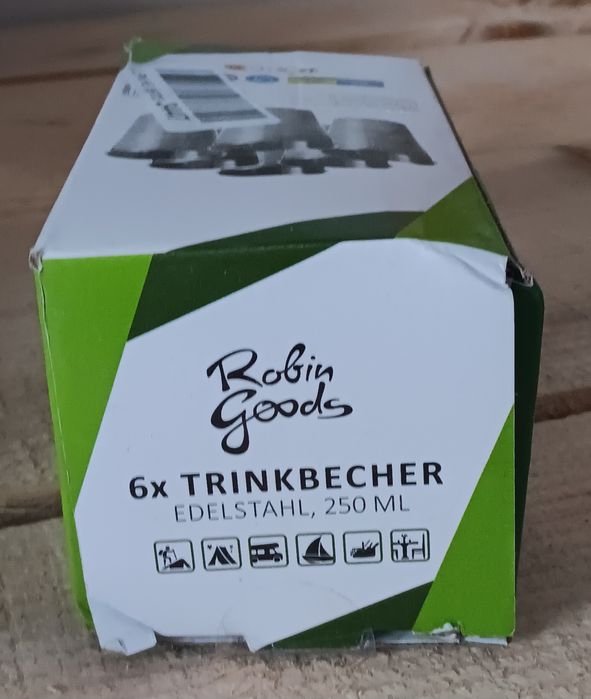 Robin
Goods
6x TRINKBECHER
EDELSTAHL, 250 ML